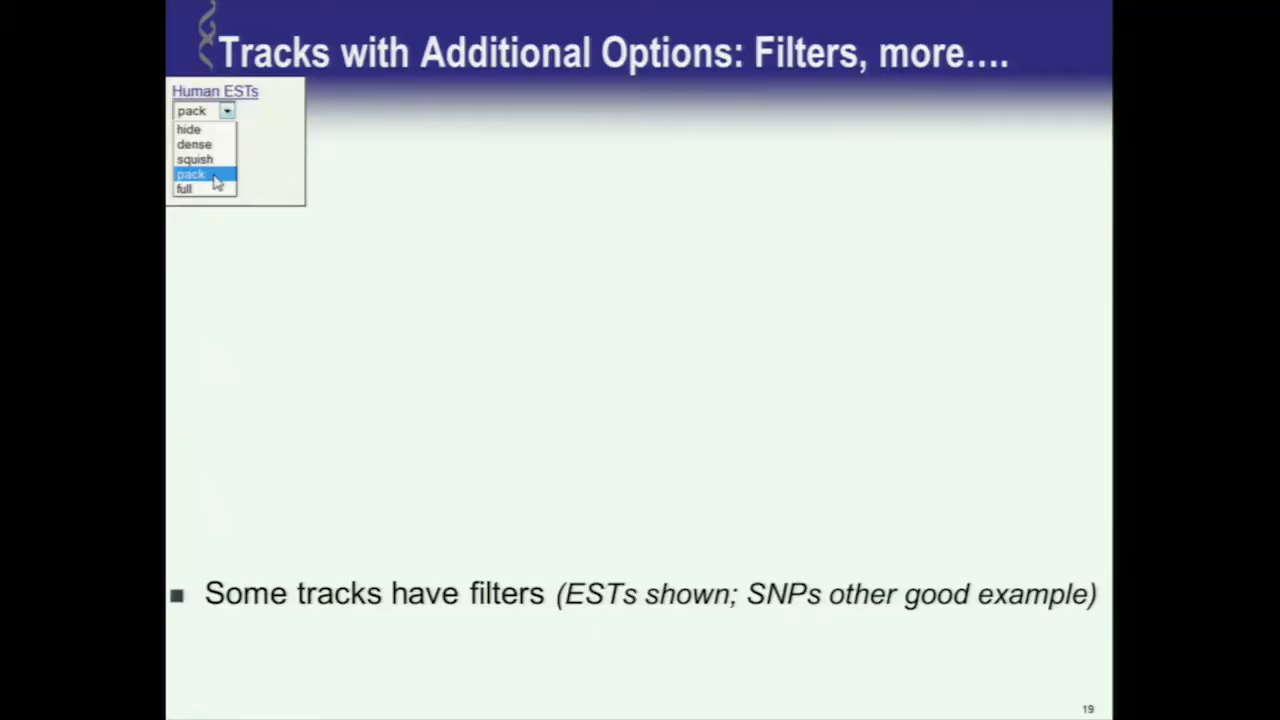 Tracks with Additional Options: Filters, more….
Human ESTs
pack
hide
dense
squish
pack
full
■ Some tracks have filters (ESTs shown; SNPs other good example)
19